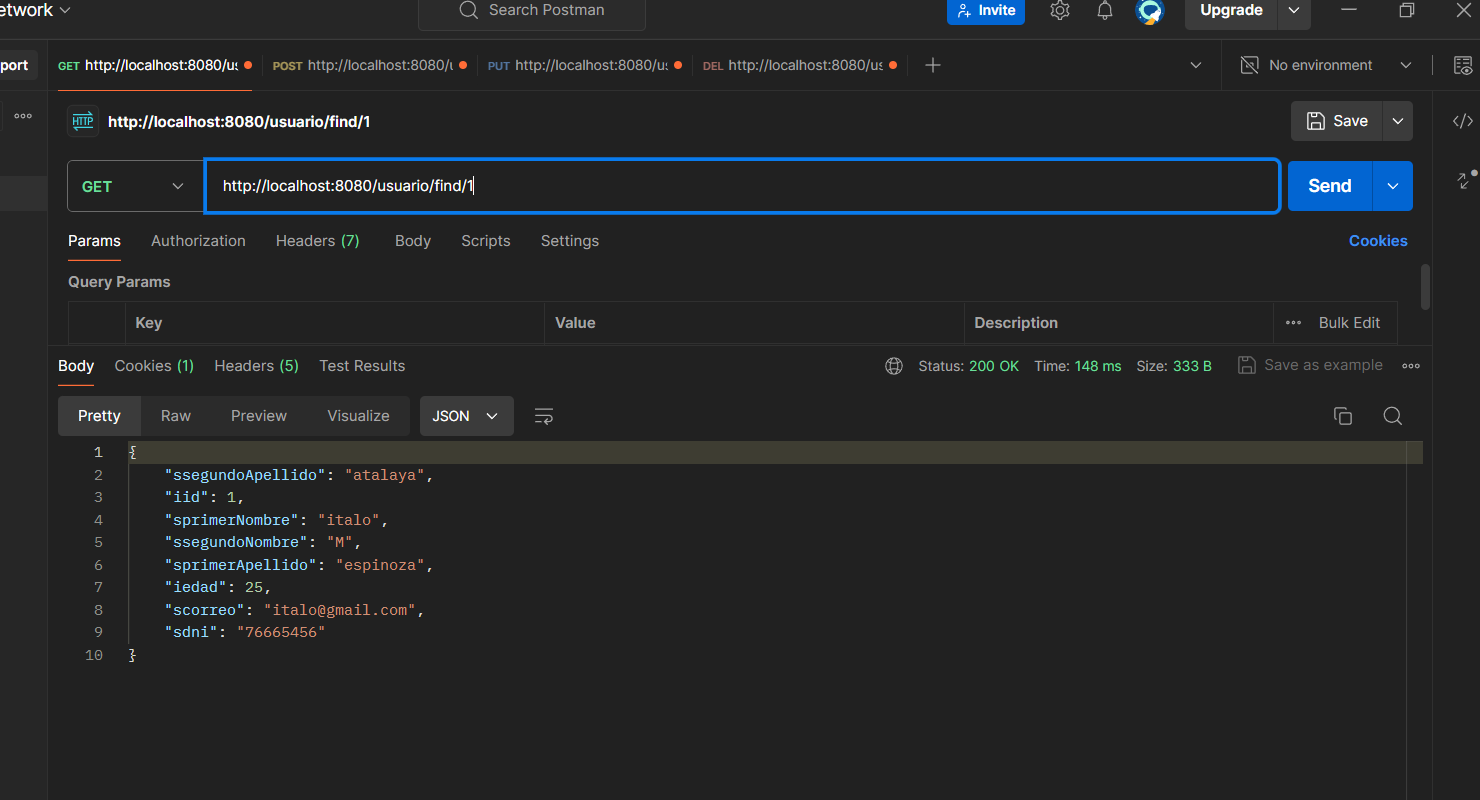 etwork Search Postman Invite Upgrade
port GET http://localhost:8080/us POST http://localhost:8080/u PUT http://localhost:8080/us DEL http://localhost:8080/us No environment
HTTP http://localhost:8080/usuario/find/1 Save
GET http://localhost:8080/usuario/find/1 Send
Params Authorization Headers (7) Body Scripts Settings Cookies
Query Params
Key Value Description Bulk Edit
Body Cookies (1) Headers (5) Test Results Status: 200 OK Time: 148 ms Size: 333 B Save as example
Pretty Raw Preview Visualize JSON
1 {
2 "ssegundoApellido": "atalaya",
3 "iid": 1,
4 "sprimerNombre": "italo",
5 "ssegundoNombre": "M",
6 "sprimerApellido": "espinoza",
7 "iedad": 25,
8 "scorreo": "italo@gmail.com",
9 "sdni": "76665456"
10 }